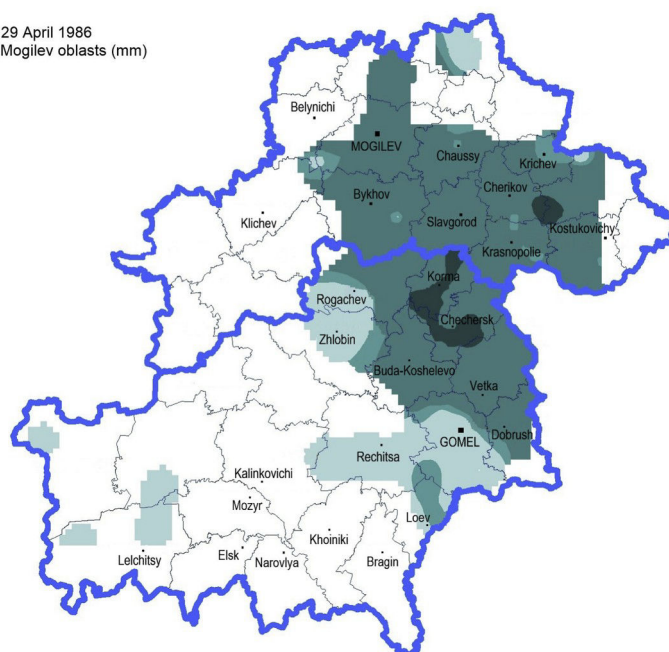 29 April 1986
Mogilev oblasts (mm)
Belynichi
MOGILEV
Chaussy
Krichev
Bykhov
Cherikov
Klichev
Slavgorod
Kostukovichy
Krasnopolie
Korma
Rogachev
Chechersk
Zhlobin
Buda-Koshelevo
Vetka
GOMEL
Dobrush
Rechitsa
Kalinkovichi
Mozyr
Loev
Khoiniki
Lelchitsy
Elsk
Narovlya
Bragin